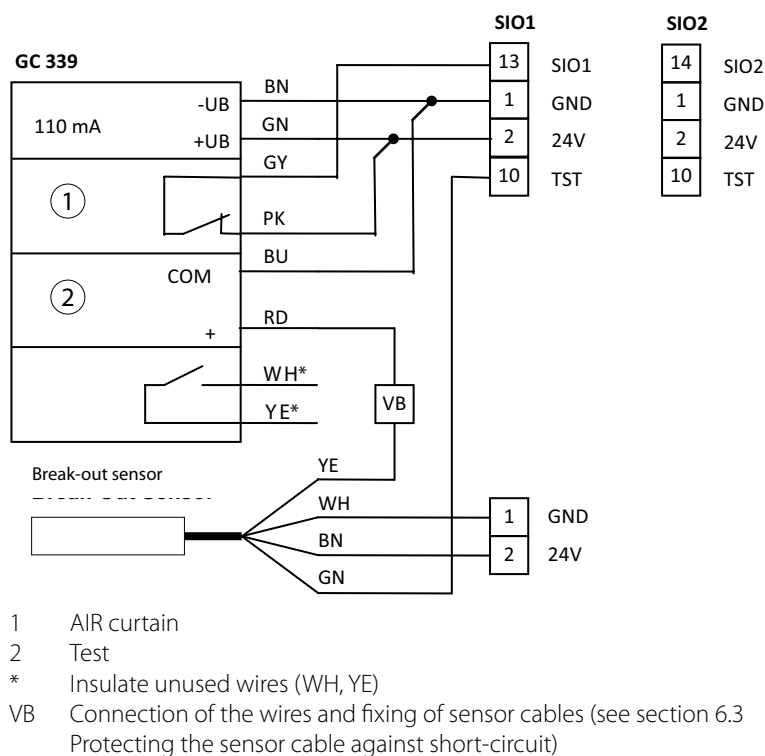 SIO1
SIO2
GC 339
13 SIO1
14 SIO2
BN
-UB
1 GND
1 GND
110 mA
GN
+UB
2 24V
2 24V
GY
10 TST
10 TST
1
PK
BU
COM
2
RD
+
WH*
VB
YE*
Break-out sensor
YE
WH
1 GND
BN
2 24V
GN
1 AIR curtain
2 Test
* Insulate unused wires (WH, YE)
VB Connection of the wires and fixing of sensor cables (see section 6.3
Protecting the sensor cable against short-circuit)